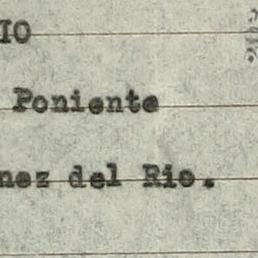 IO
Poniente
nez del Rio.